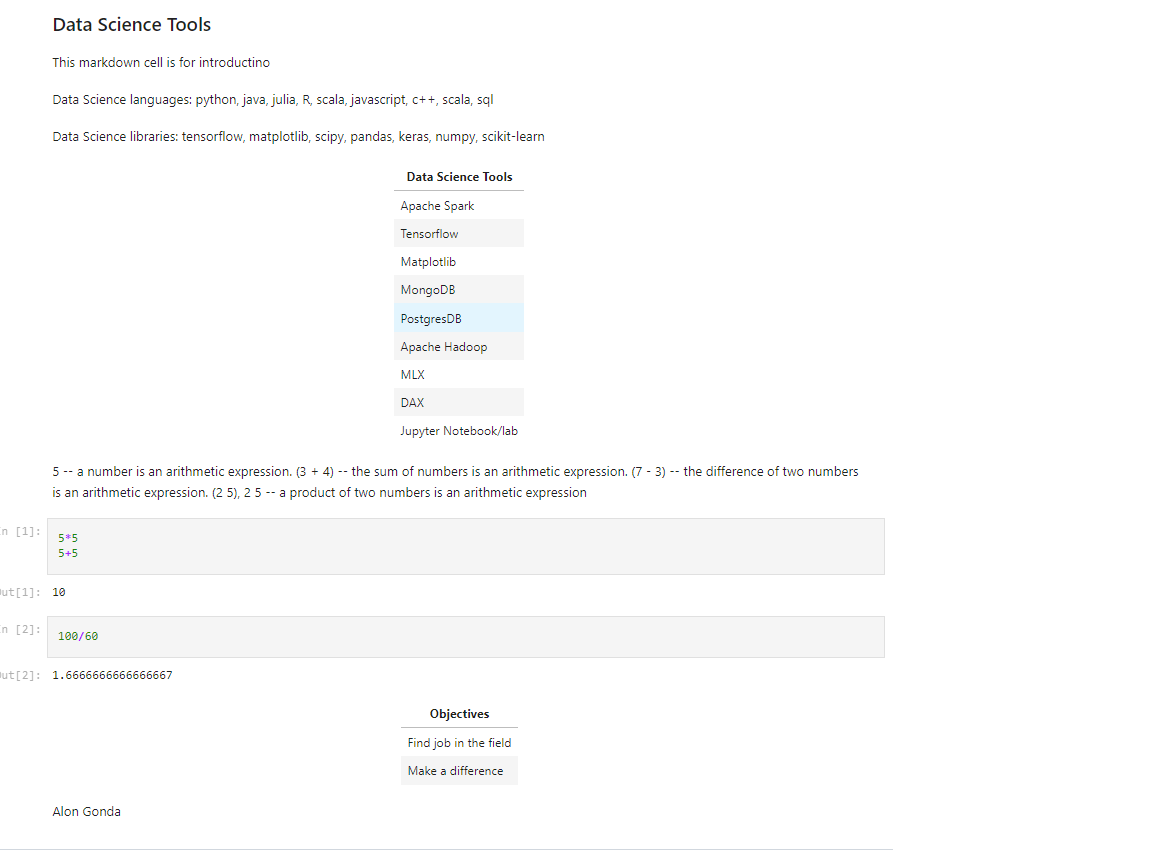 Data Science Tools
This markdown cell is for introductino
Data Science languages: python, java, julia, R, scala, javascript, c++, scala, sql
Data Science libraries: tensorflow, matplotlib, scipy, pandas, keras, numpy, scikit-learn
Data Science Tools
Apache Spark
Tensorflow
Matplotlib
MongoDB
PostgresDB
Apache Hadoop
MLX
DAX
Jupyter Notebook/lab
5 -- a number is an arithmetic expression. (3 + 4) -- the sum of numbers is an arithmetic expression. (7 - 3) -- the difference of two numbers
is an arithmetic expression. (2 5), 2 5 -- a product of two numbers is an arithmetic expression
n [1]:
5*5
5+5
ut[1]: 10
n [2]:
100/60
ut[2]: 1.6666666666666667
Objectives
Find job in the field
Make a difference
Alon Gonda